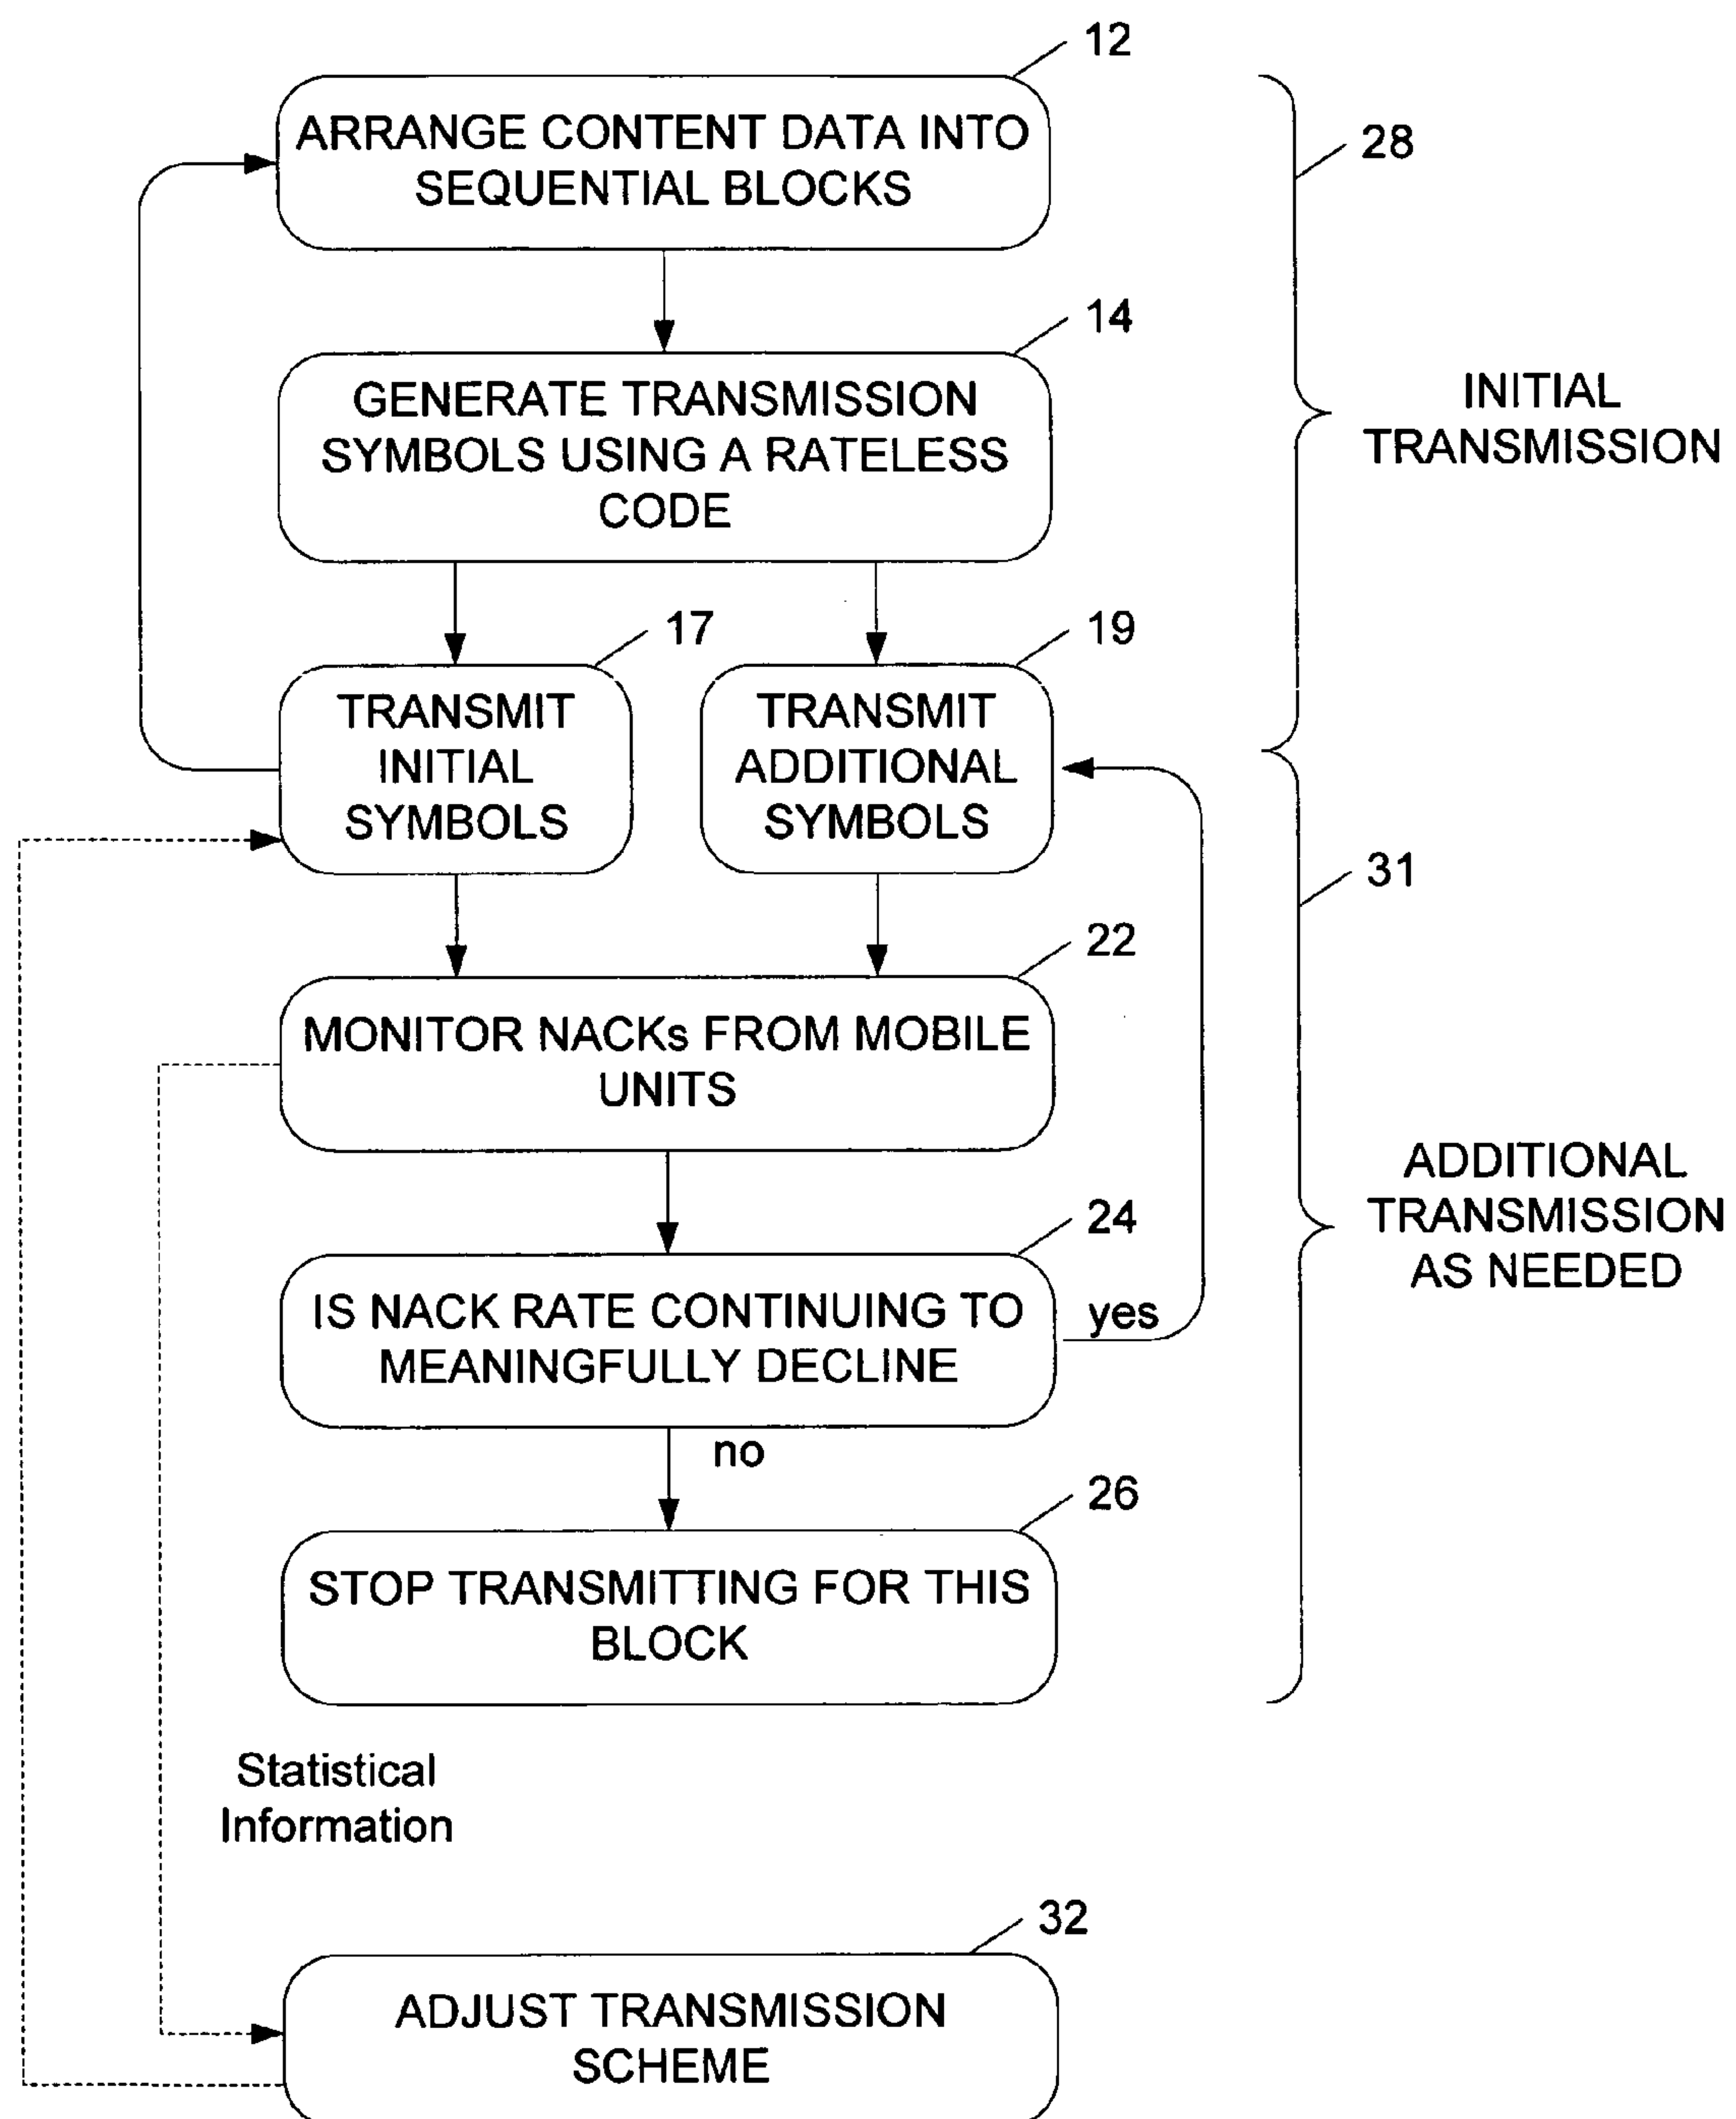 12
ARRANGE CONTENT DATA INTO
SEQUENTIAL BLOCKS
28
14
GENERATE TRANSMISSION
SYMBOLS USING A RATELESS
CODE
INITIAL
TRANSMISSION
17
19
TRANSMIT
INITIAL
SYMBOLS
TRANSMIT
ADDITIONAL
SYMBOLS
31
22
MONITOR NACKs FROM MOBILE
UNITS
ADDITIONAL
TRANSMISSION
AS NEEDED
24
IS NACK RATE CONTINUING TO
MEANINGFULLY DECLINE
yes
no
26
STOP TRANSMITTING FOR THIS
BLOCK
Statistical
Information
32
ADJUST TRANSMISSION
SCHEME